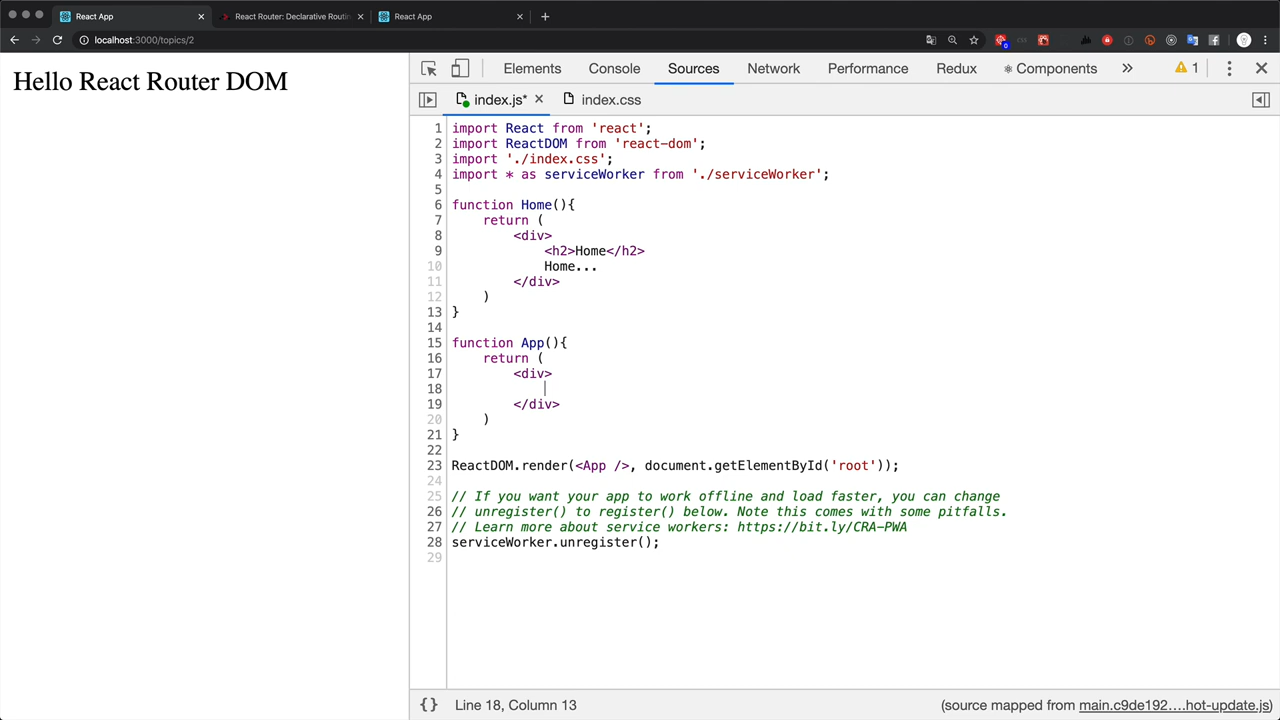 React App
React Router: Declarative Routin
React App
localhost:3000/topics/2
Hello React Router DOM
Elements Console Sources Network Performance Redux Components 1
index.js* index.css
1 import React from 'react';
2 import ReactDOM from 'react-dom';
3 import './index.css';
4 import * as serviceWorker from './serviceWorker';
5
6 function Home(){
7 return (
8 <div>
9 <h2>Home</h2>
10 Home...
11 </div>
12 )
13 }
14
15 function App(){
16 return (
17 <div>
18
19 </div>
20 )
21 }
22
23 ReactDOM.render(<App />, document.getElementById('root'));
24
25 // If you want your app to work offline and load faster, you can change
26 // unregister() to register() below. Note this comes with some pitfalls.
27 // Learn more about service workers: https://bit.ly/CRA-PWA
28 serviceWorker.unregister();
29
{} Line 18, Column 13 (source mapped from main.c9de192….hot-update.js)